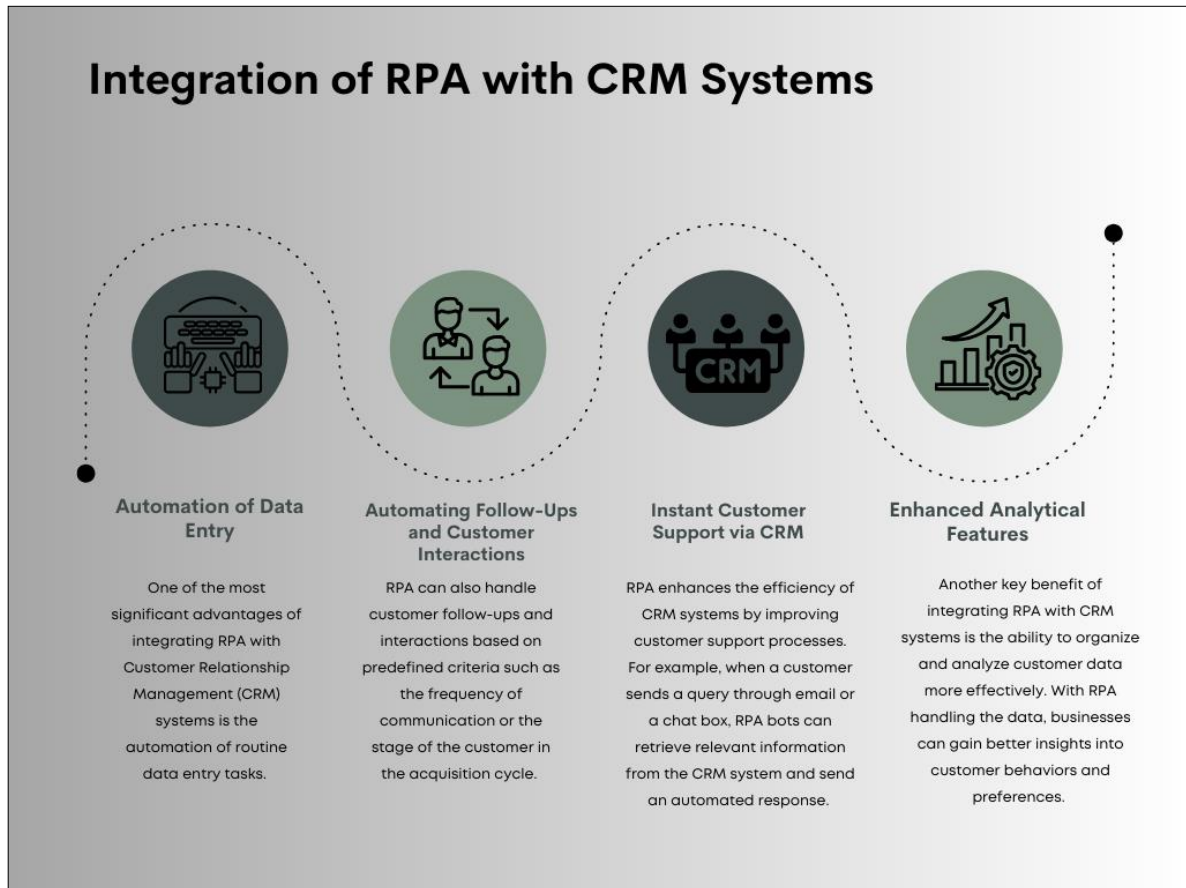 Integration of RPA with CRM Systems
CRM
Automation of Data
Entry
One of the most
significant advantages of
integrating RPA with
Customer Relationship
Management (CRM)
systems is the
automation of routine
data entry tasks.
Automating Follow-Ups
and Customer
Interactions
RPA can also handle
customer follow-ups and
interactions based on
predefined criteria such as
the frequency of
communication or the
stage of the customer in
the acquisition cycle.
Instant Customer
Support via CRM
RPA enhances the efficiency of
CRM systems by improving
customer support processes.
For example, when a customer
sends a query through email or
a chat box, RPA bots can
retrieve relevant information
from the CRM system and send
an automated response.
Enhanced Analytical
Features
Another key benefit of
integrating RPA with CRM
systems is the ability to organize
and analyze customer data
more effectively. With RPA
handling the data, businesses
can gain better insights into
customer behaviors and
preferences.